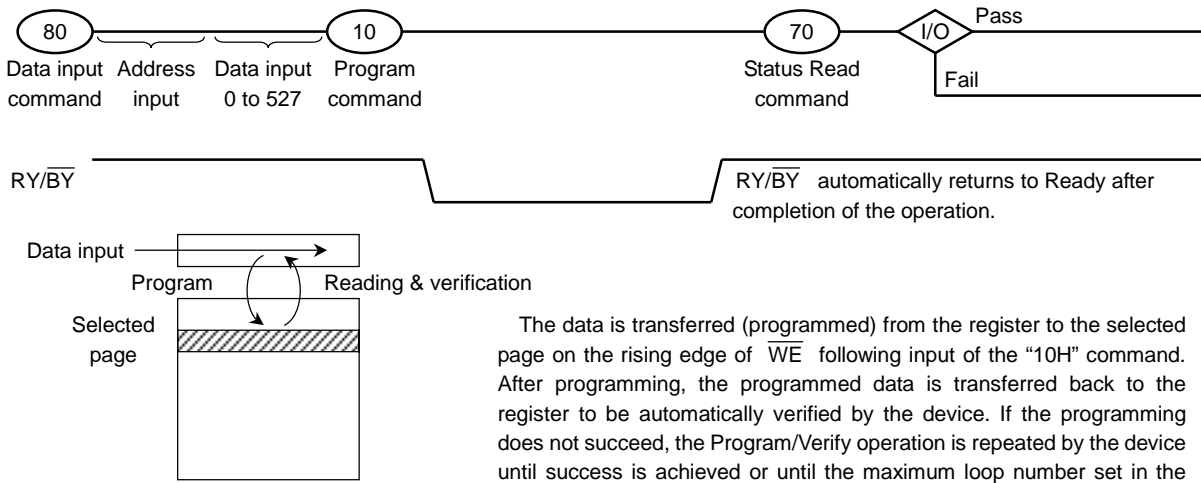 80
10
70
I/O
Pass
Data input Address Data input Program
command input 0 to 527 command
Status Read
command
Fail
RY/BY
RY/BY automatically returns to Ready after
completion of the operation.
Data input
Program
Reading & verification
Selected
page
The data is transferred (programmed) from the register to the selected
page on the rising edge of WE following input of the “10H” command.
After programming, the programmed data is transferred back to the
register to be automatically verified by the device. If the programming
does not succeed, the Program/Verify operation is repeated by the device
until success is achieved or until the maximum loop number set in the